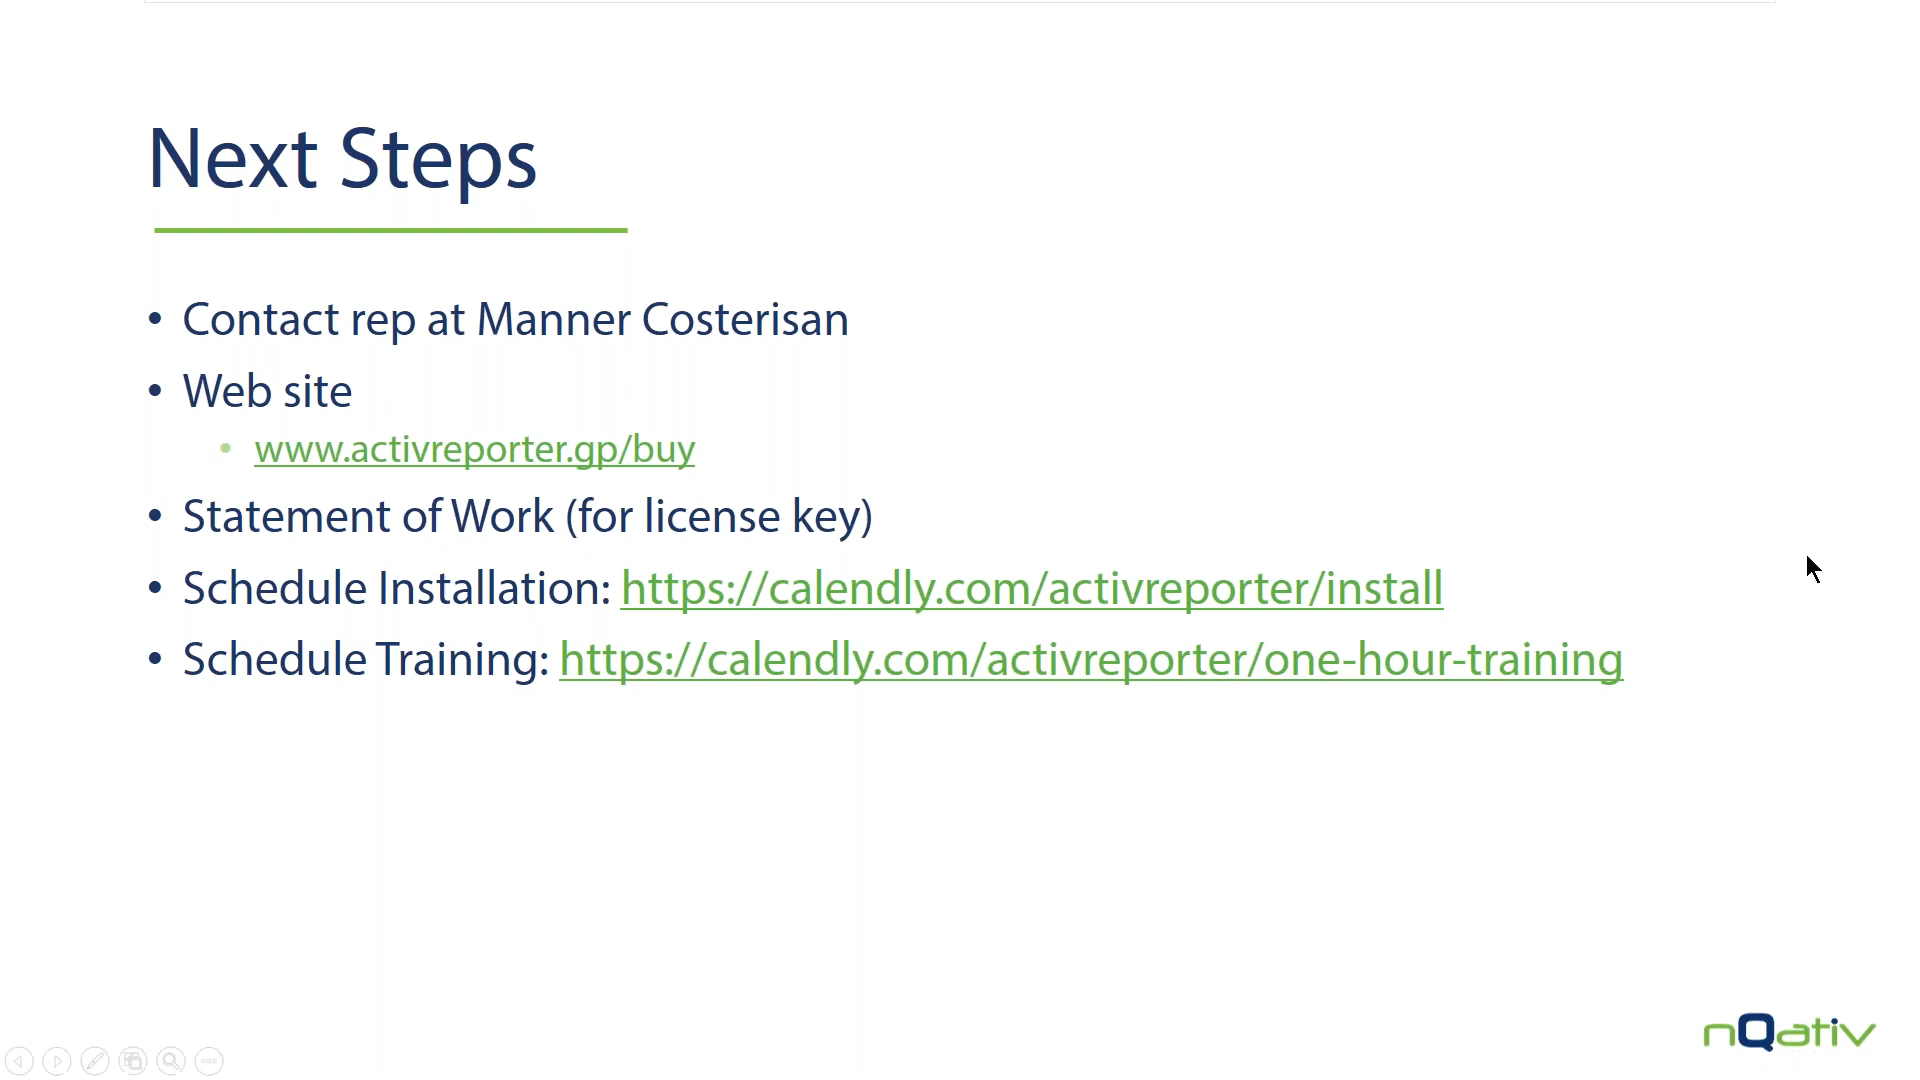 Next Steps
• Contact rep at Manner Costerisan
• Web site
• www.activreporter.gp/buy
• Statement of Work (for license key)
• Schedule Installation: https://calendly.com/activreporter/install
• Schedule Training: https://calendly.com/activreporter/one-hour-training
nQativ